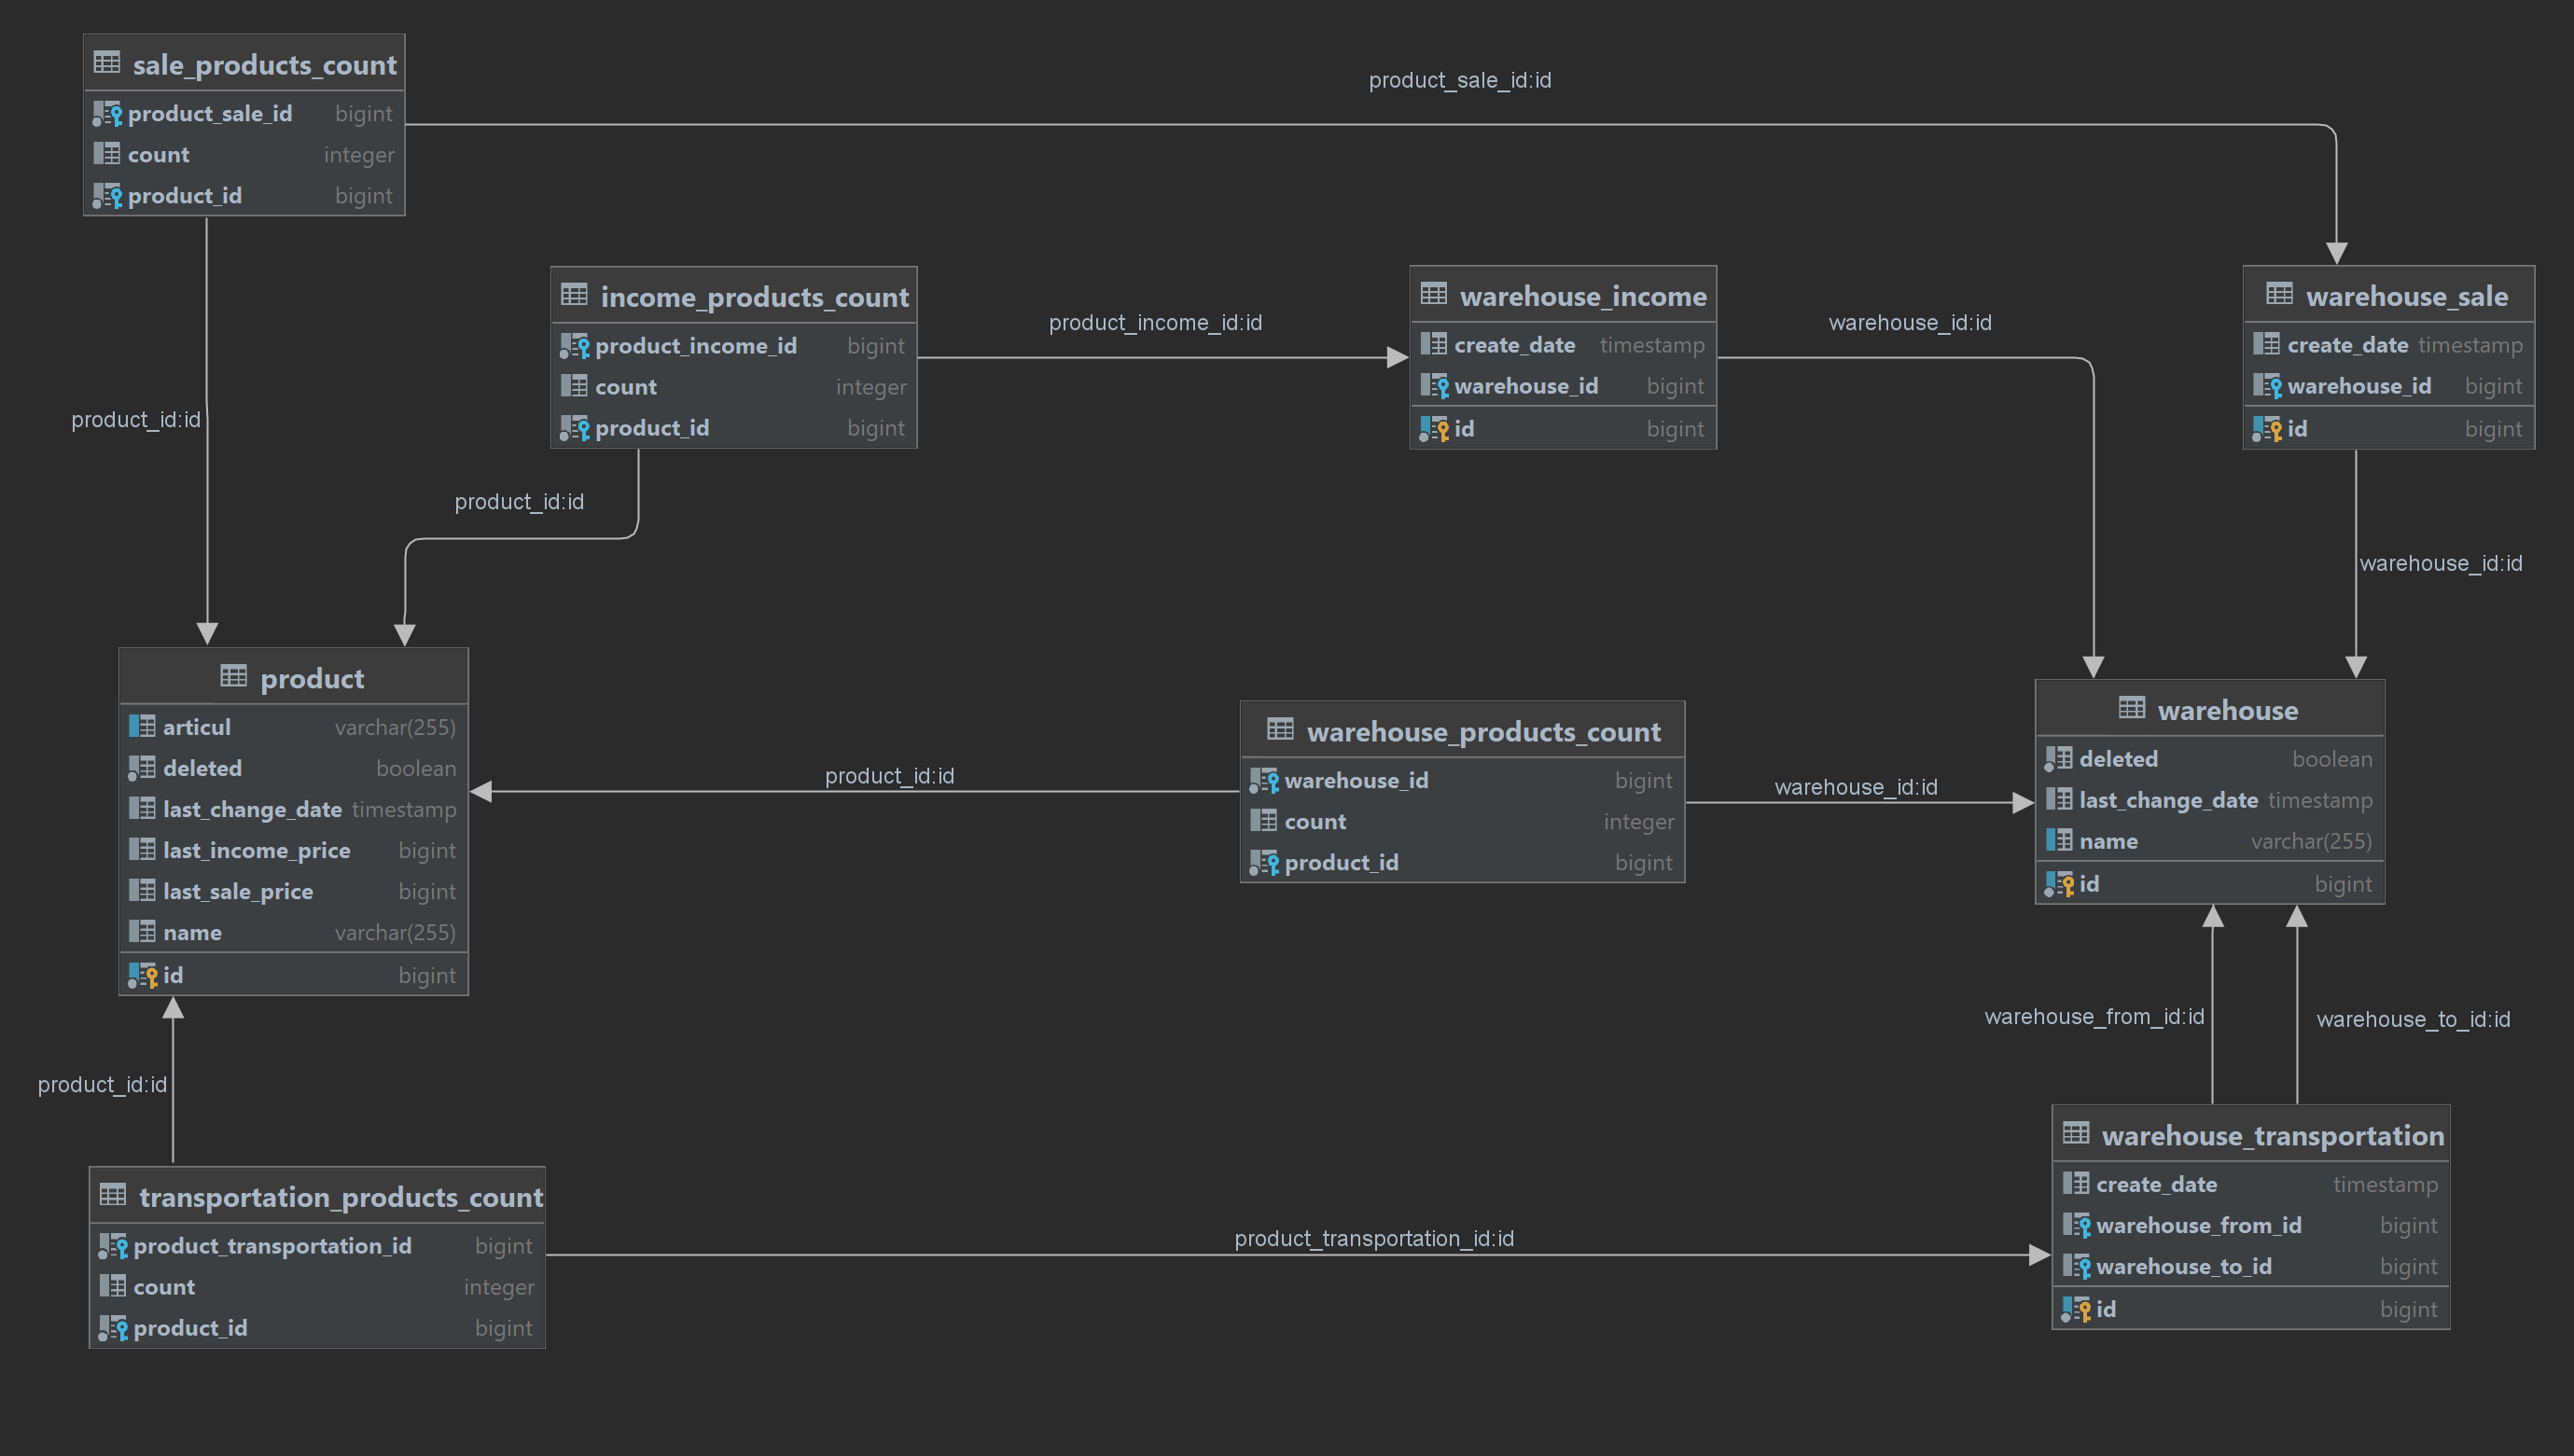 sale_products_count
product_sale_id bigint
count integer
product_id bigint
product_sale_id:id
income_products_count
product_income_id bigint
count integer
product_id bigint
product_income_id:id
warehouse_income
create_date timestamp
warehouse_id bigint
id bigint
warehouse_id:id
warehouse_sale
create_date timestamp
warehouse_id bigint
id bigint
product_id:id
product_id:id
warehouse_id:id
product
articul varchar(255)
deleted boolean
last_change_date timestamp
last_income_price bigint
last_sale_price bigint
name varchar(255)
id bigint
product_id:id
warehouse_products_count
warehouse_id bigint
count integer
product_id bigint
warehouse_id:id
warehouse
deleted boolean
last_change_date timestamp
name varchar(255)
id bigint
product_id:id
warehouse_from_id:id
warehouse_to_id:id
transportation_products_count
product_transportation_id bigint
count integer
product_id bigint
product_transportation_id:id
warehouse_transportation
create_date timestamp
warehouse_from_id bigint
warehouse_to_id bigint
id bigint